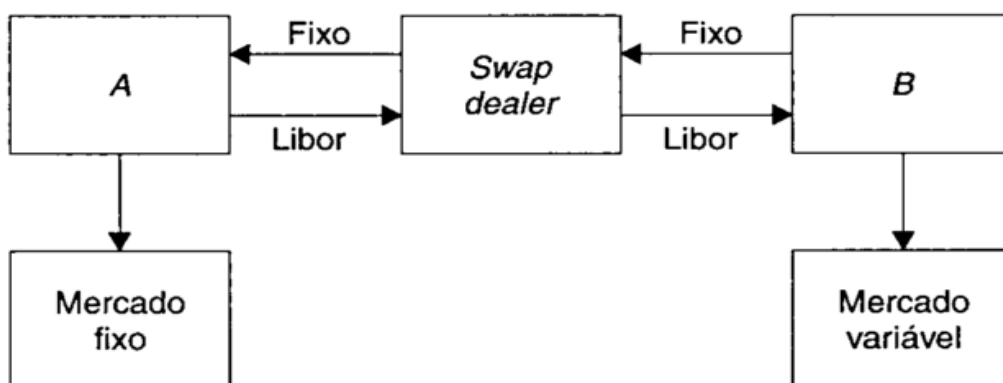 Fixo
Fixo
A
Swap
dealer
B
Libor
Libor
Mercado
fixo
Mercado
variável